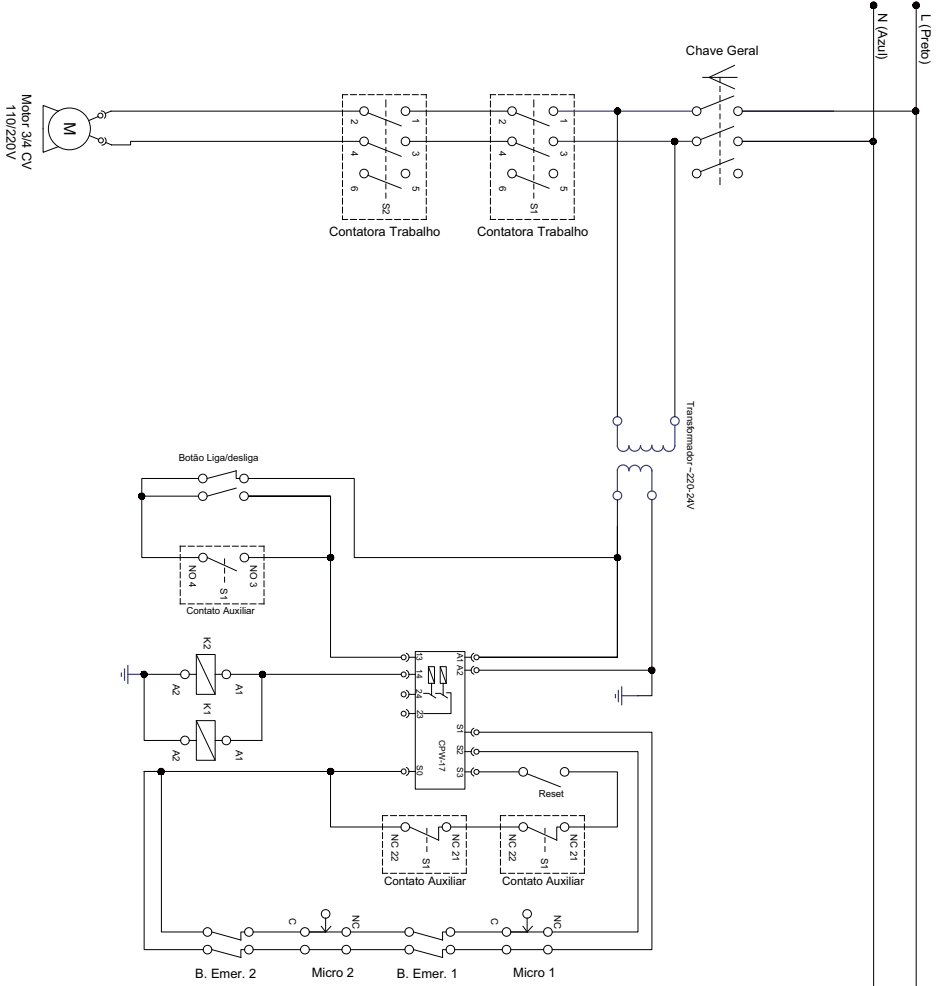 L (Preto)
N (Azul)
Chave Geral
Motor 3/4 CV
110/220V
M
2
1
4
3
6
5
S2
Contatora Trabalho
2
1
4
3
6
5
S1
Contatora Trabalho
Transformador ~220-24V
Botão Liga/desliga
NO 4
NO 3
S1
Contato Auxiliar
K2
A2
A1
K1
A2
A1
13
14
24
23
S0
A1
A2
S1
S2
S3
CPW-17
Reset
NC 22
NC 21
S1
Contato Auxiliar
NC 22
NC 21
S1
Contato Auxiliar
C
NC
C
NC
B. Emer. 2
Micro 2
B. Emer. 1
Micro 1